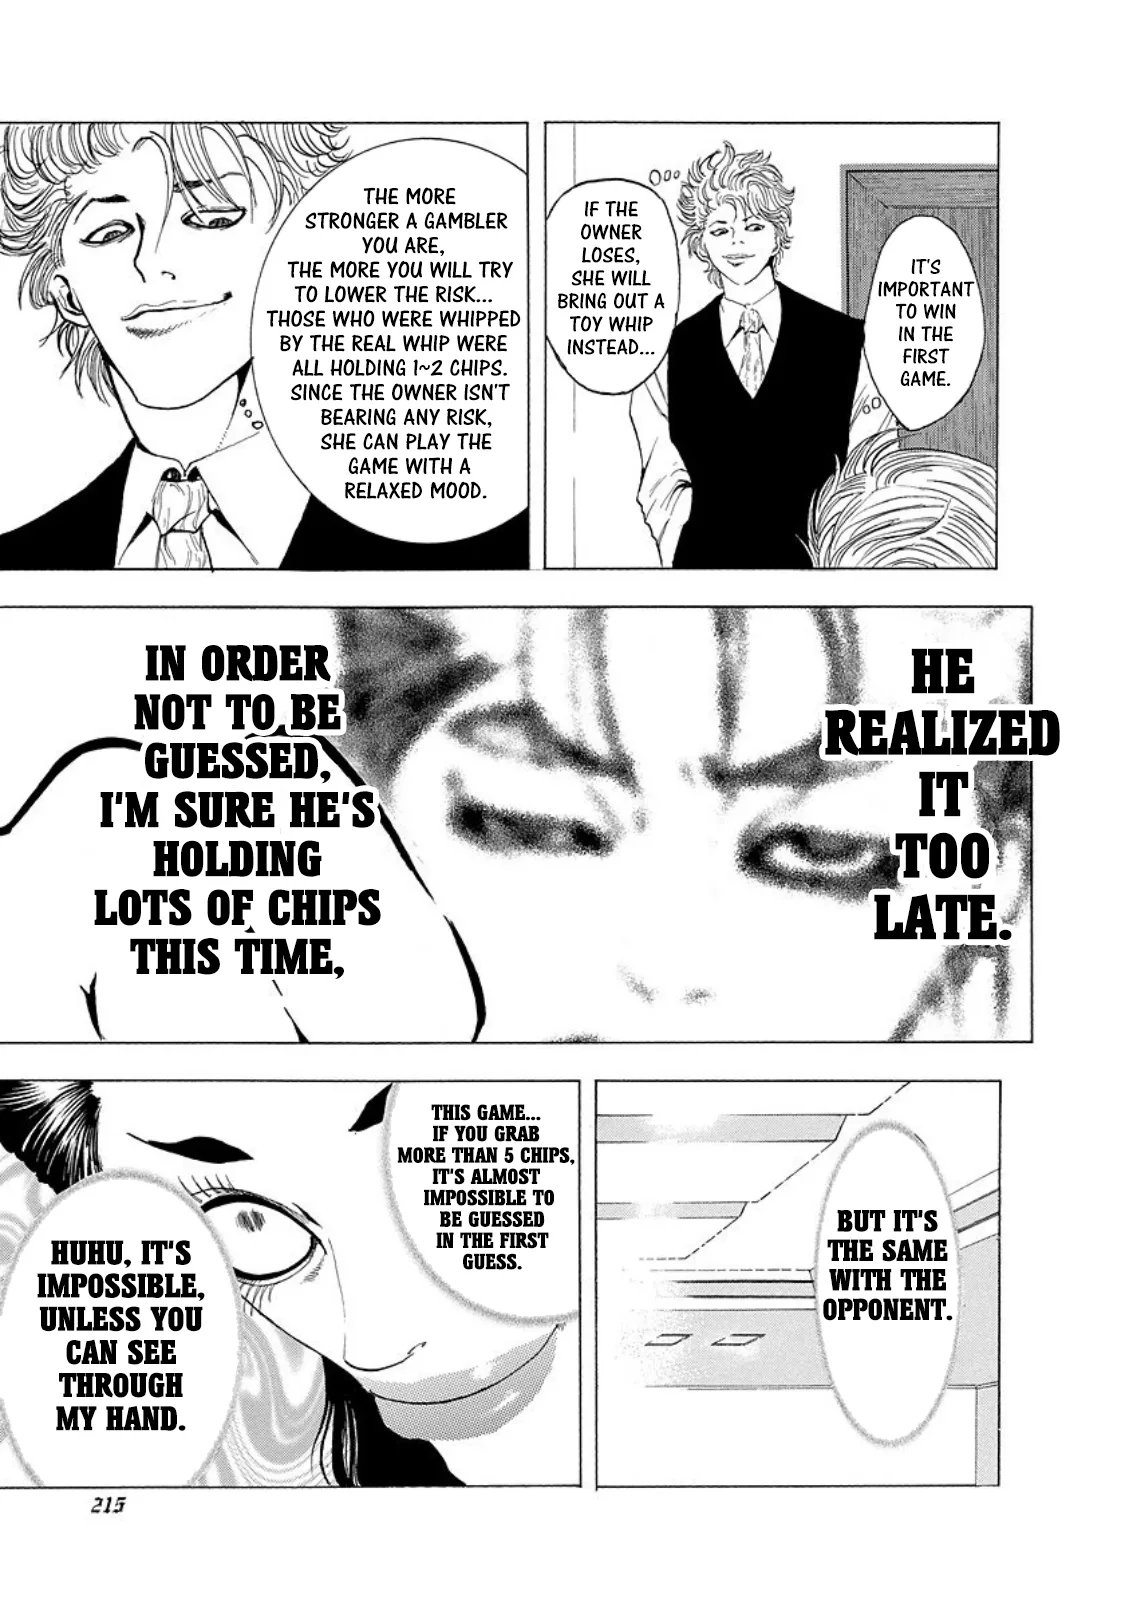 IT'S
IMPORTANT
TO WIN
IN THE
FIRST
GAME.
IF THE
OWNER
LOSES,
SHE WILL
BRING OUT A
TOY WHIP
INSTEAD...
THE MORE
STRONGER A GAMBLER
YOU ARE,
THE MORE YOU WILL TRY
TO LOWER THE RISK...
THOSE WHO WERE WHIPPED
BY THE REAL WHIP WERE
ALL HOLDING 1~2 CHIPS.
SINCE THE OWNER ISN'T
BEARING ANY RISK,
SHE CAN PLAY THE
GAME WITH A
RELAXED MOOD.
HE
REALIZED
IT
TOO
LATE.
IN ORDER
NOT TO BE
GUESSED,
I'M SURE HE'S
HOLDING
LOTS OF CHIPS
THIS TIME,
BUT IT'S
THE SAME
WITH THE
OPPONENT.
THIS GAME...
IF YOU GRAB
MORE THAN 5 CHIPS,
IT'S ALMOST
IMPOSSIBLE TO
BE GUESSED
IN THE FIRST
GUESS.
HUHU, IT'S
IMPOSSIBLE,
UNLESS YOU
CAN SEE
THROUGH
MY HAND.
215